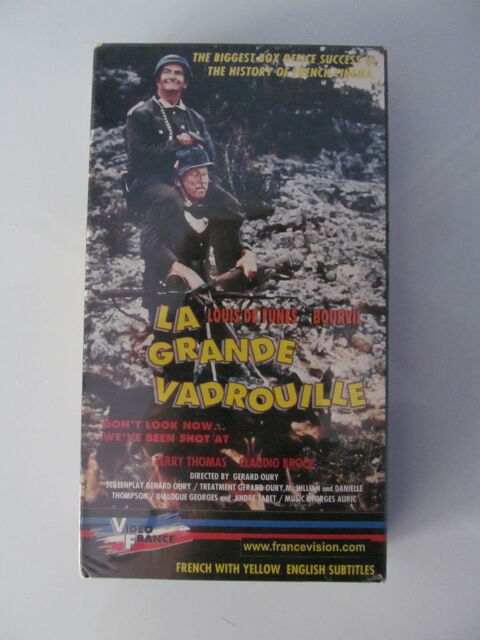 THE BIGGEST BOX OFFICE SUCCESS IN
THE HISTORY OF FRENCH CINEMA
LA LOUIS DE FUNES BOURVIL
GRANDE
VADROUILLE
DON'T LOOK NOW...
WE'VE BEEN SHOT AT
TERRY THOMAS CLAUDIO BROOK
DIRECTED BY GERARD OURY
SCREENPLAY GERARD OURY / TREATMENT GERARD OURY, and DANIELLE
THOMPSON / DIALOGUE GEORGES and ANDRE TABET / MUSIC GEORGES AURIC
VIDEO
FRANCE
www.francevision.com
FRENCH WITH YELLOW ENGLISH SUBTITLES